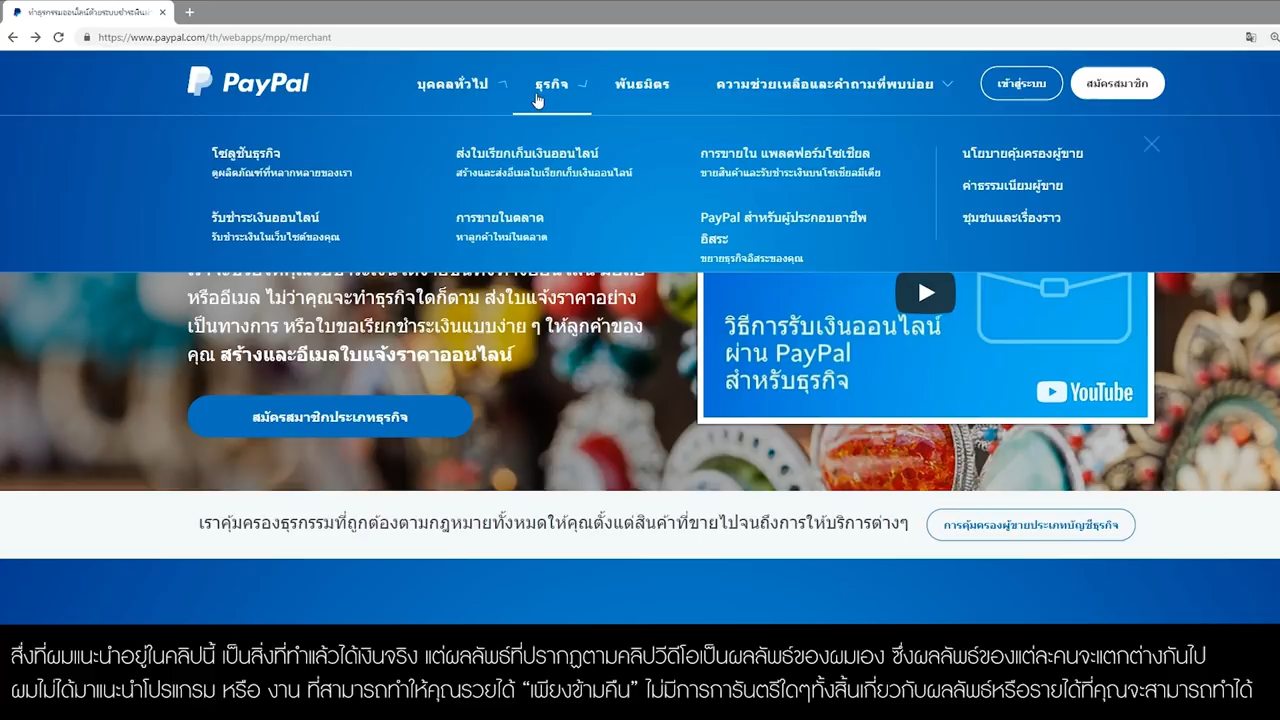 ทำธุรกรรมออนไลน์ด้วยระบบชำระเงินผ่
https://www.paypal.com/th/webapps/mpp/merchant
PayPal
บุคคลทั่วไป
ธุรกิจ
พันธมิตร
ความช่วยเหลือและคำถามที่พบบ่อย
เข้าสู่ระบบ
สมัครสมาชิก
โซลูชันธุรกิจ
ดูผลิตภัณฑ์ที่หลากหลายของเรา
ส่งใบเรียกเก็บเงินออนไลน์
สร้างและส่งอีเมลใบเรียกเก็บเงินออนไลน์
การขายใน แพลตฟอร์มโซเชียล
ขายสินค้าและรับชำระเงินบนโซเชียลมีเดีย
นโยบายคุ้มครองผู้ขาย
ค่าธรรมเนียมผู้ขาย
ชุมชนและเรื่องราว
รับชำระเงินออนไลน์
รับชำระเงินในเว็บไซต์ของคุณ
การขายในตลาด
หาลูกค้าใหม่ในตลาด
PayPal สำหรับผู้ประกอบอาชีพ
อิสระ
ขยายธุรกิจอิสระของคุณ
หรืออีเมล ไม่ว่าคุณจะทำธุรกิจใดก็ตาม ส่งใบแจ้งราคาอย่าง
เป็นทางการ หรือใบขอเรียกชำระเงินแบบง่าย ๆ ให้ลูกค้าของ
คุณ สร้างและอีเมลใบแจ้งราคาออนไลน์
สมัครสมาชิกประเภทธุรกิจ
วิธีการรับเงินออนไลน์
ผ่าน PayPal
สำหรับธุรกิจ
YouTube
เราคุ้มครองธุรกรรมที่ถูกต้องตามกฎหมายทั้งหมดให้คุณตั้งแต่สินค้าที่ขายไปจนถึงการให้บริการต่างๆ
การคุ้มครองผู้ขายประเภทบัญชีธุรกิจ
สิ่งที่ผมแนะนำอยู่ในคลิปนี้ เป็นสิ่งที่ทำแล้วได้เงินจริง แต่ผลลัพธ์ที่ปรากฏตามคลิปวีดีโอเป็นผลลัพธ์ของผมเอง ซึ่งผลลัพธ์ของแต่ละคนจะแตกต่างกันไป
ผมไม่ได้มาแนะนำโปรแกรม หรือ งาน ที่สามารถทำให้คุณรวยได้ “เพียงข้ามคืน” ไม่มีการการันตรีใดๆทั้งสิ้นเกี่ยวกับผลลัพธ์หรือรายได้ที่คุณจะสามารถทำได้